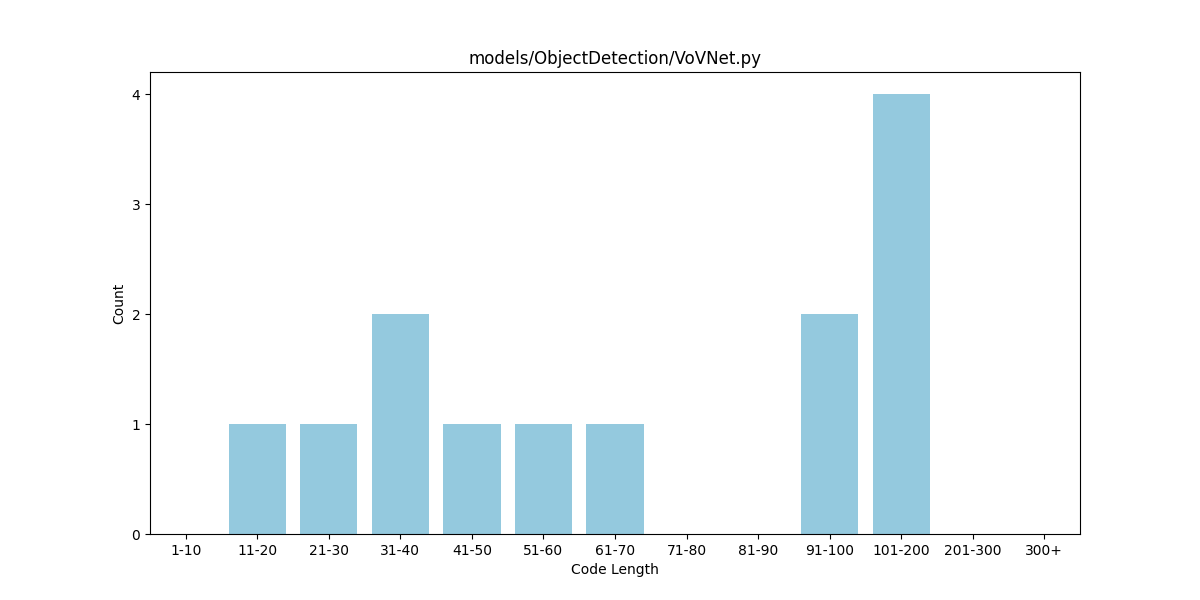 models/ObjectDetection/VoVNet.py
4
3
2
1
0
Count
1-10 11-20 21-30 31-40 41-50 51-60 61-70 71-80 81-90 91-100 101-200 201-300 300+
Code Length